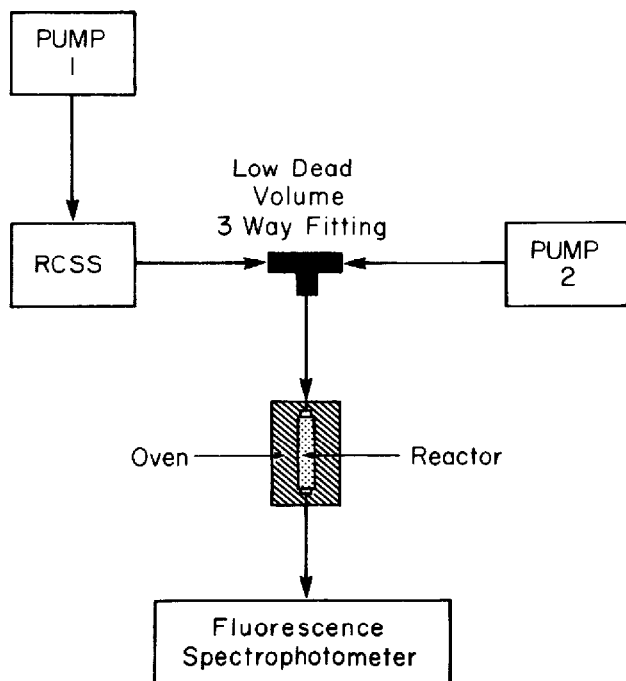 PUMP
1
Low Dead
Volume
3 Way Fitting
RCSS
PUMP
2
Oven
Reactor
Fluorescence
Spectrophotometer